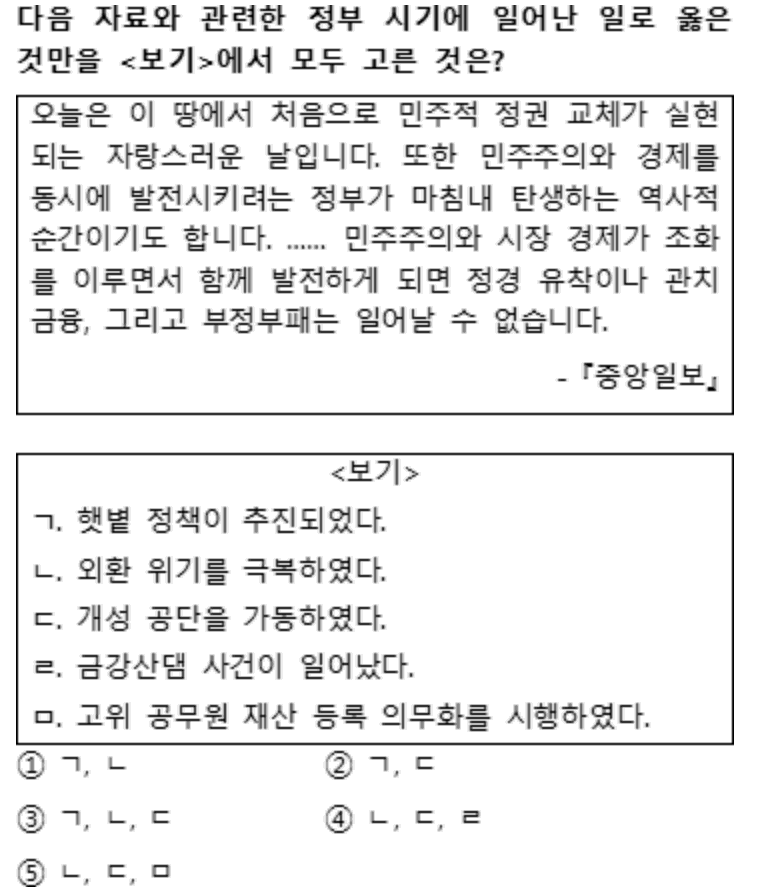 다음 자료와 관련한 정부 시기에 일어난 일로 옳은
것만을 <보기>에서 모두 고른 것은?
오늘은 이 땅에서 처음으로 민주적 정권 교체가 실현
되는 자랑스러운 날입니다. 또한 민주주의와 경제를
동시에 발전시키려는 정부가 마침내 탄생하는 역사적
순간이기도 합니다. …… 민주주의와 시장 경제가 조화
를 이루면서 함께 발전하게 되면 정경 유착이나 관치
금융, 그리고 부정부패는 일어날 수 없습니다.
-『중앙일보』
<보기>
ㄱ. 햇볕 정책이 추진되었다.
ㄴ. 외환 위기를 극복하였다.
ㄷ. 개성 공단을 가동하였다.
ㄹ. 금강산댐 사건이 일어났다.
ㅁ. 고위 공무원 재산 등록 의무화를 시행하였다.
① ㄱ, ㄴ ② ㄱ, ㄷ
③ ㄱ, ㄴ, ㄷ ④ ㄴ, ㄷ, ㄹ
⑤ ㄴ, ㄷ, ㅁ